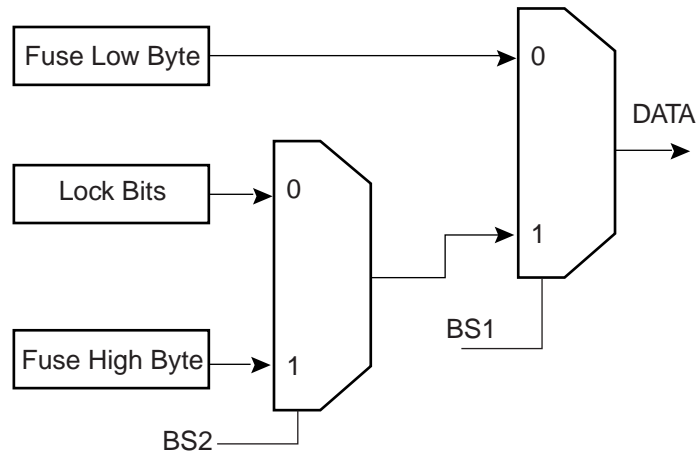 Fuse Low Byte
0
DATA
Lock Bits
0
1
BS1
Fuse High Byte
1
BS2